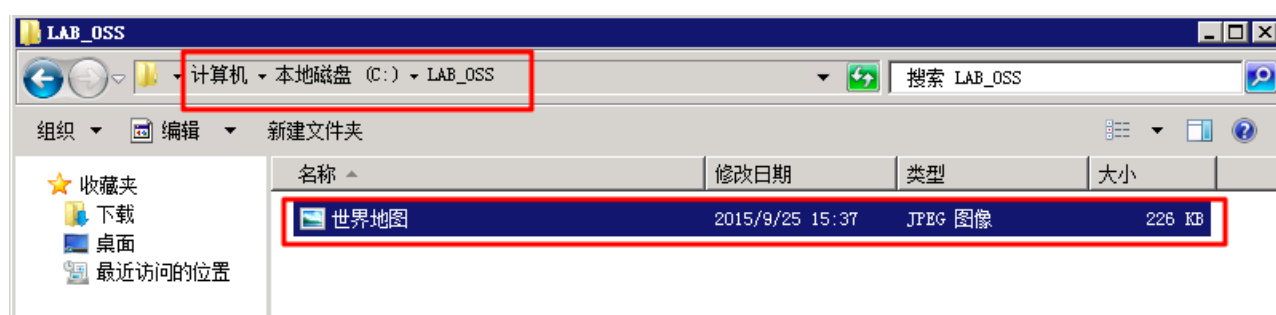 LAB_OSS
计算机 本地磁盘 (C:) LAB_OSS 搜索 LAB_OSS
组织 编辑 新建文件夹
名称 修改日期 类型 大小
收藏夹
世界地图 2015/9/25 15:37 JPEG 图像 226 KB
下载
桌面
最近访问的位置